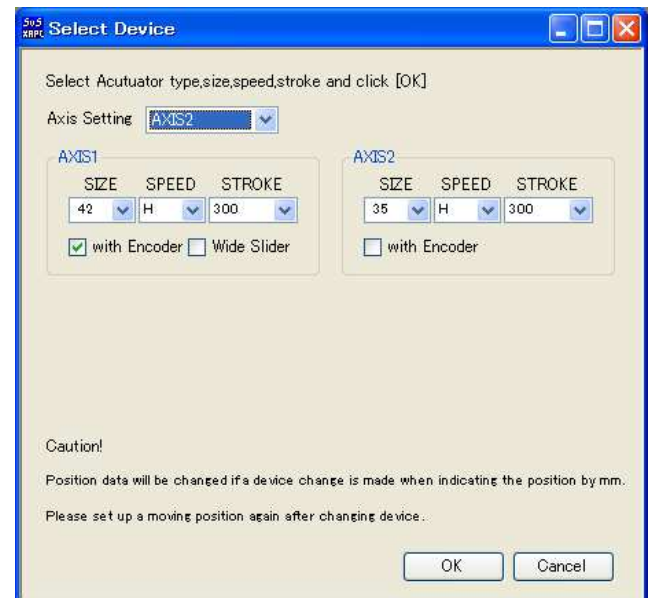 SUS
XAPC
Select Device
Select Acutuator type,size,speed,stroke and click [OK]
Axis Setting AXIS2
AXIS1
SIZE SPEED STROKE
42 H 300
with Encoder Wide Slider
AXIS2
SIZE SPEED STROKE
35 H 300
with Encoder
Caution!
Position data will be changed if a device change is made when indicating the position by mm.
Please set up a moving position again after changing device.
OK Cancel